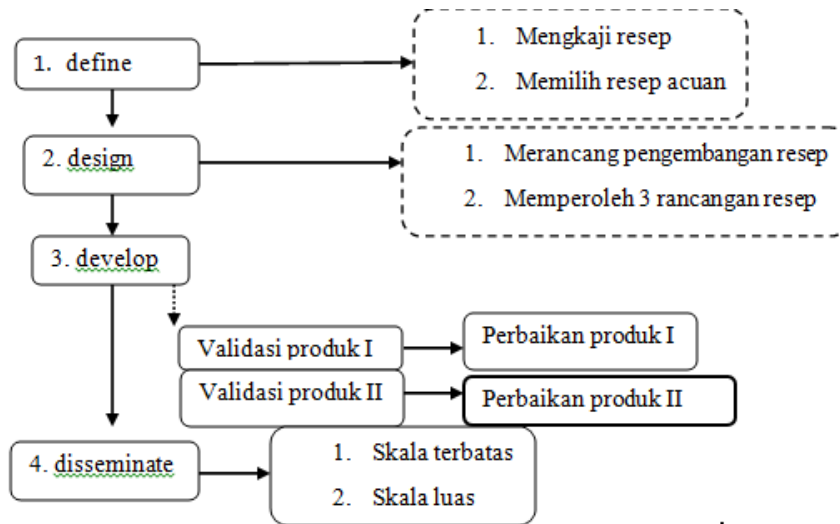 1. define
1. Mengkaji resep
2. Memilih resep acuan
2. design
1. Merancang pengembangan resep
2. Memperoleh 3 rancangan resep
3. develop
Validasi produk I
Perbaikan produk I
Validasi produk II
Perbaikan produk II
4. disseminate
1. Skala terbatas
2. Skala luas